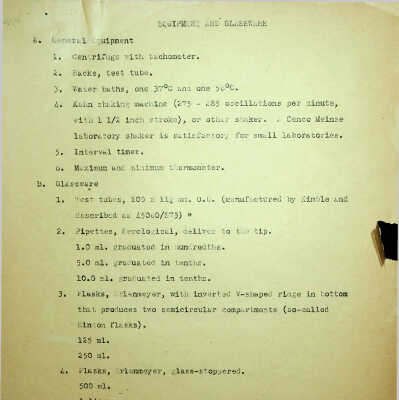 EQUIPMENT AND GLASSWARE
a. General Equipment
1. Centrifuge with tachometer.
2. Racks, test tube.
3. Water baths, one 37°C and one 56°C.
4. Kahn shaking machine (275 - 285 oscillations per minute,
with 1 1/2 inch stroke), or other shaker. A Cenco Meinze
laboratory shaker is satisfactory for small laboratories.
5. Interval timer.
6. Maximum and minimum thermometer.
b. Glassware
1. Test tubes, 100 x mm. O.D. (manufactured by Kimble and
described as
2. Pipettes, Serological, deliver to the tip.
1.0 ml. graduated in hundredths.
5.0 ml. graduated in tenths.
10.0 ml. graduated in tenths.
3. Flasks, Erlenmeyer, with inverted V-shaped ridge in bottom
that produces two semicircular compartments (so-called
Hinton flasks).
125 ml.
250 ml.
4. Flasks, Erlenmeyer, glass-stoppered.
500 ml.